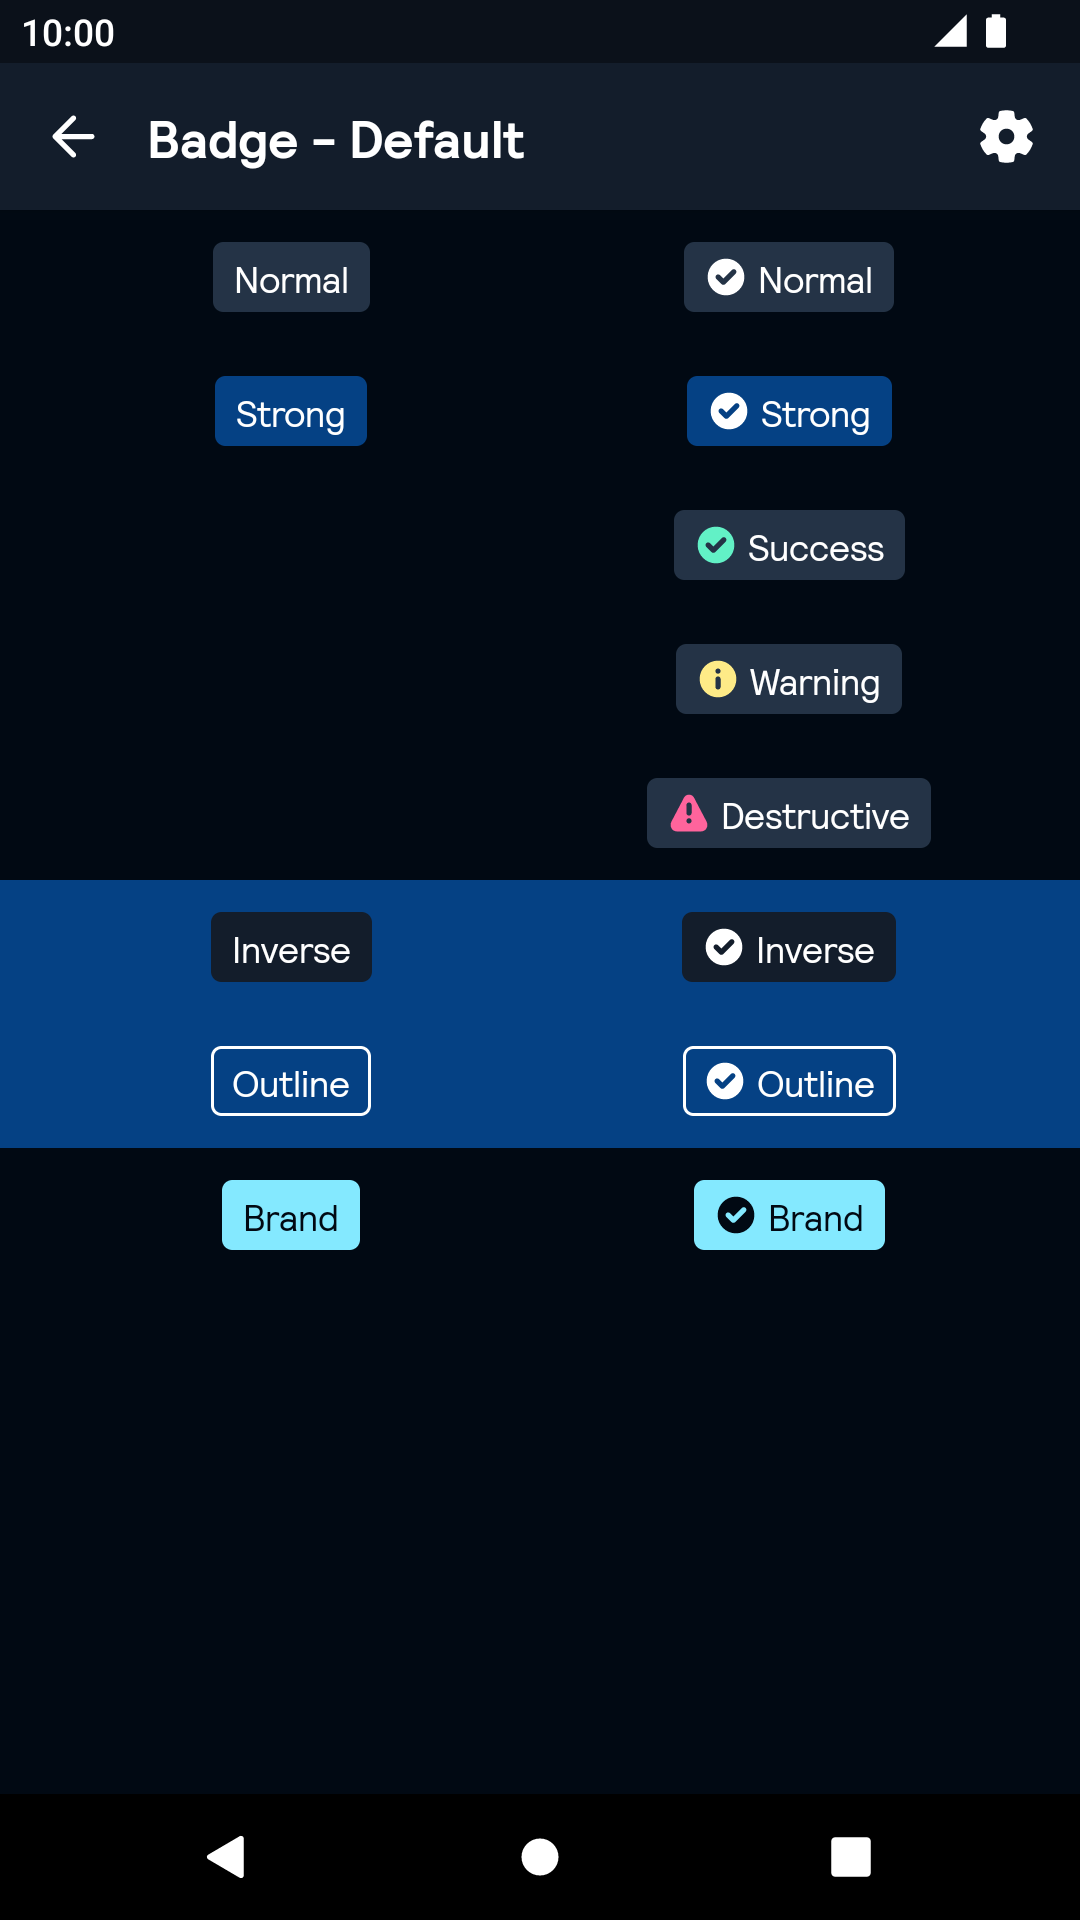 10:00
Badge - Default
Normal Normal
Strong Strong
Success
Warning
Destructive
Inverse Inverse
Outline Outline
Brand Brand